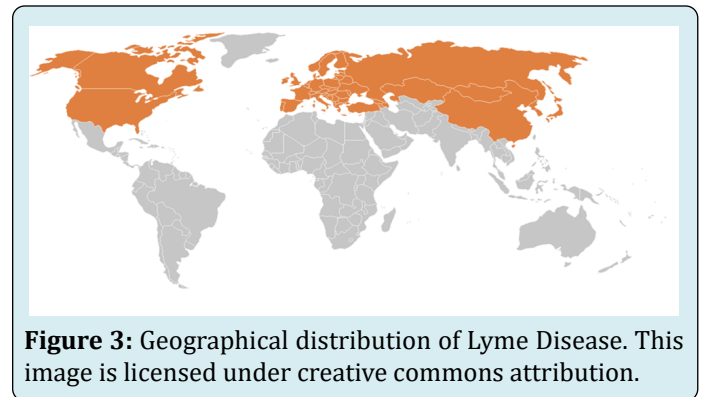 Figure 3: Geographical distribution of Lyme Disease. This
image is licensed under creative commons attribution.